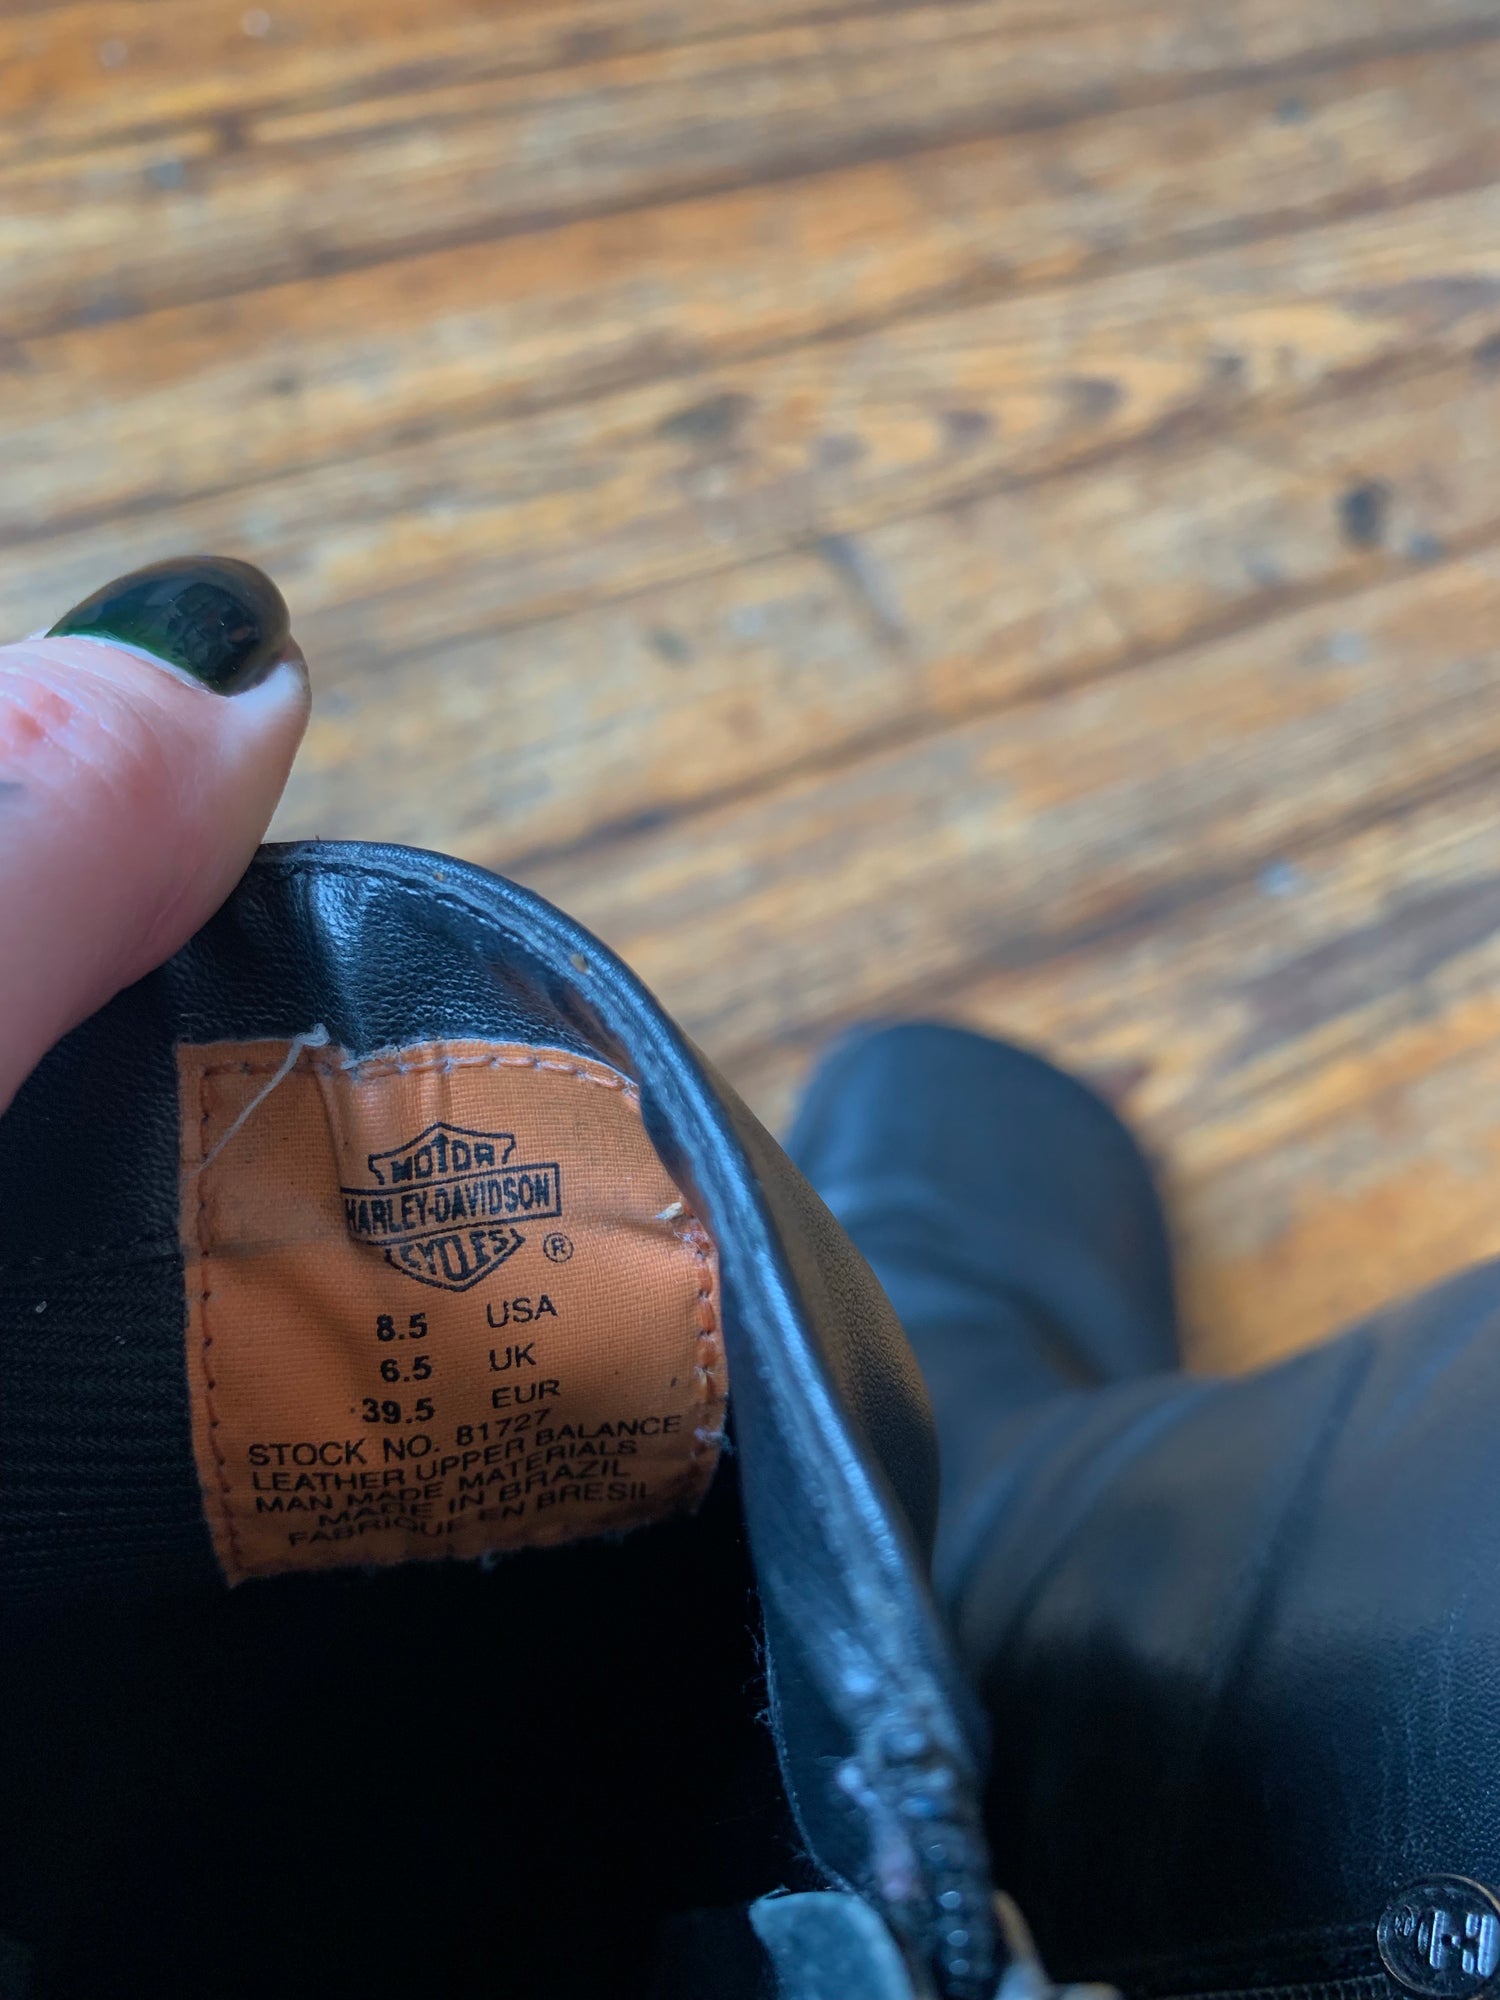 MOTOR
HARLEY-DAVIDSON
CYCLES ®
8.5 USA
6.5 UK
39.5 EUR
STOCK NO. 81727
LEATHER UPPER BALANCE
MAN MADE MATERIALS
MADE IN BRAZIL
FABRIQUE EN BRESIL
H-D